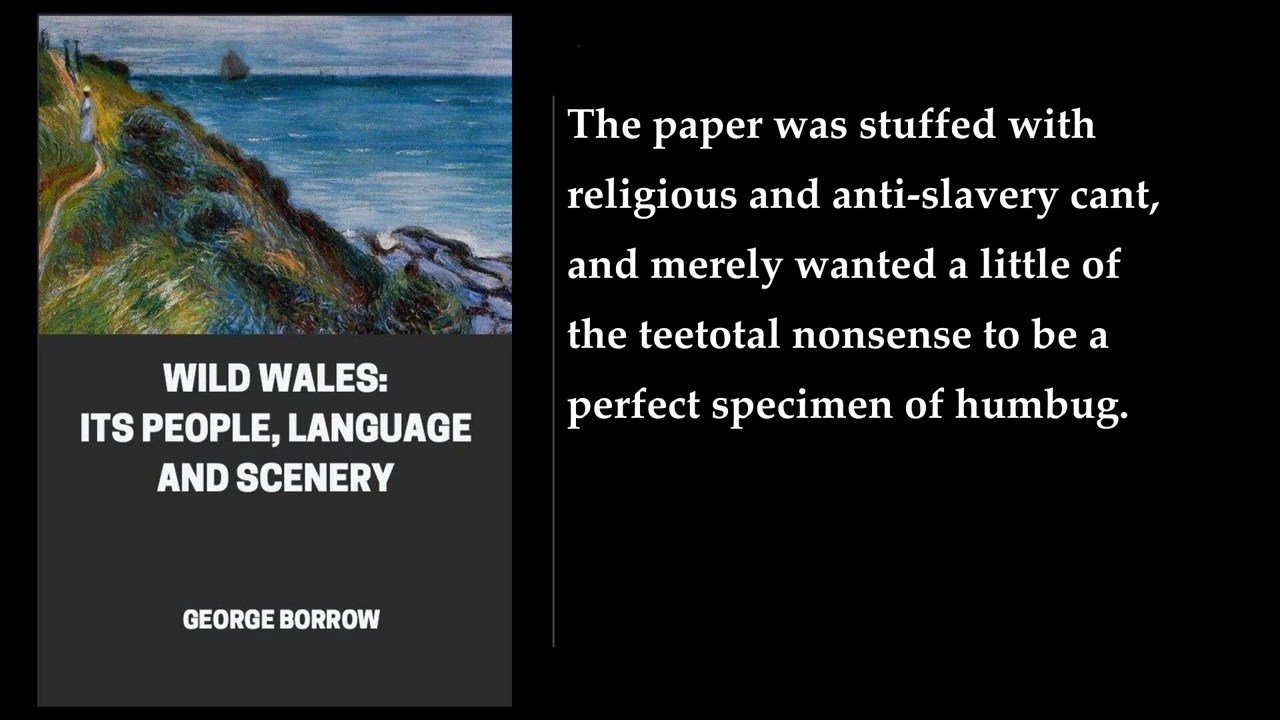 WILD WALES:
ITS PEOPLE, LANGUAGE
AND SCENERY
GEORGE BORROW
The paper was stuffed with
religious and anti-slavery cant,
and merely wanted a little of
the teetotal nonsense to be a
perfect specimen of humbug.